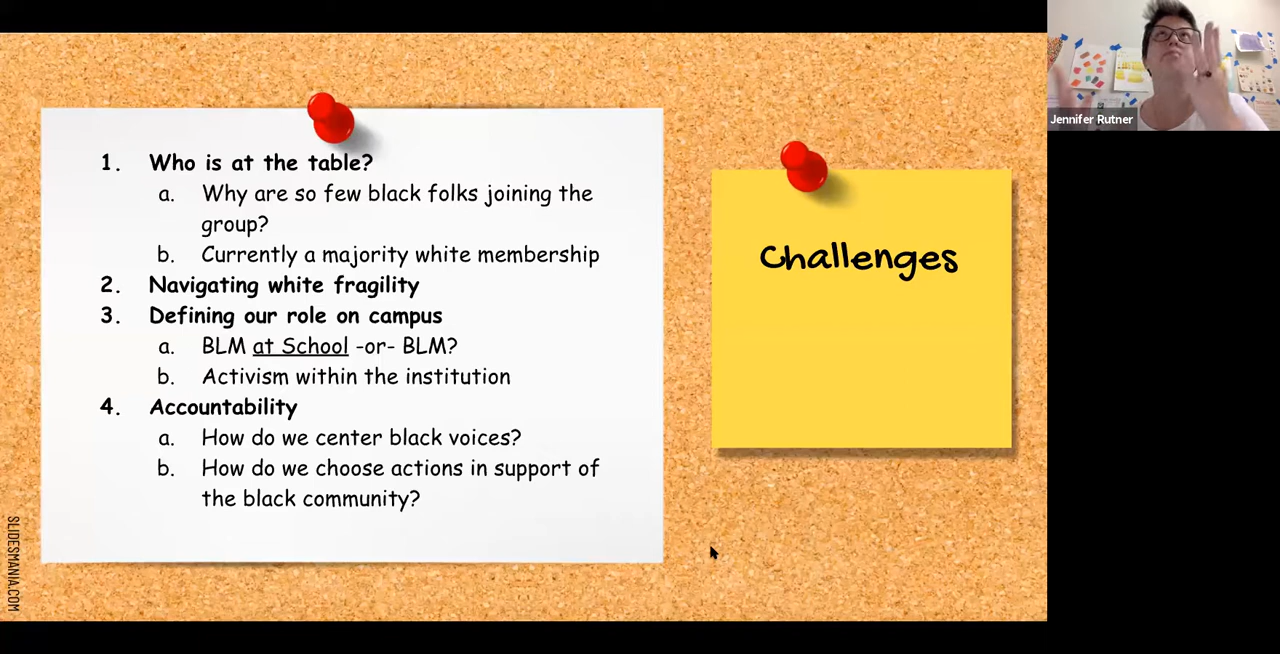 1. Who is at the table?
a. Why are so few black folks joining the
group?
b. Currently a majority white membership
2. Navigating white fragility
3. Defining our role on campus
a. BLM at School -or- BLM?
b. Activism within the institution
4. Accountability
a. How do we center black voices?
b. How do we choose actions in support of
the black community?
Challenges
SLIDESMANIA.COM
Jennifer Rutner